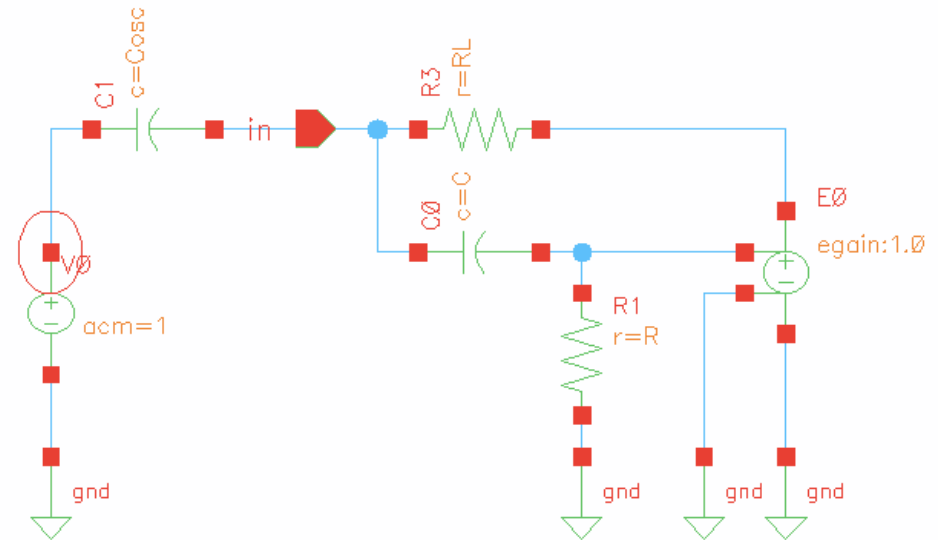 C1
c=Cosc
in
R3
r=RL
C0
c=C
E0
egain:1.0
V0
acm=1
R1
r=R
gnd
gnd
gnd
gnd